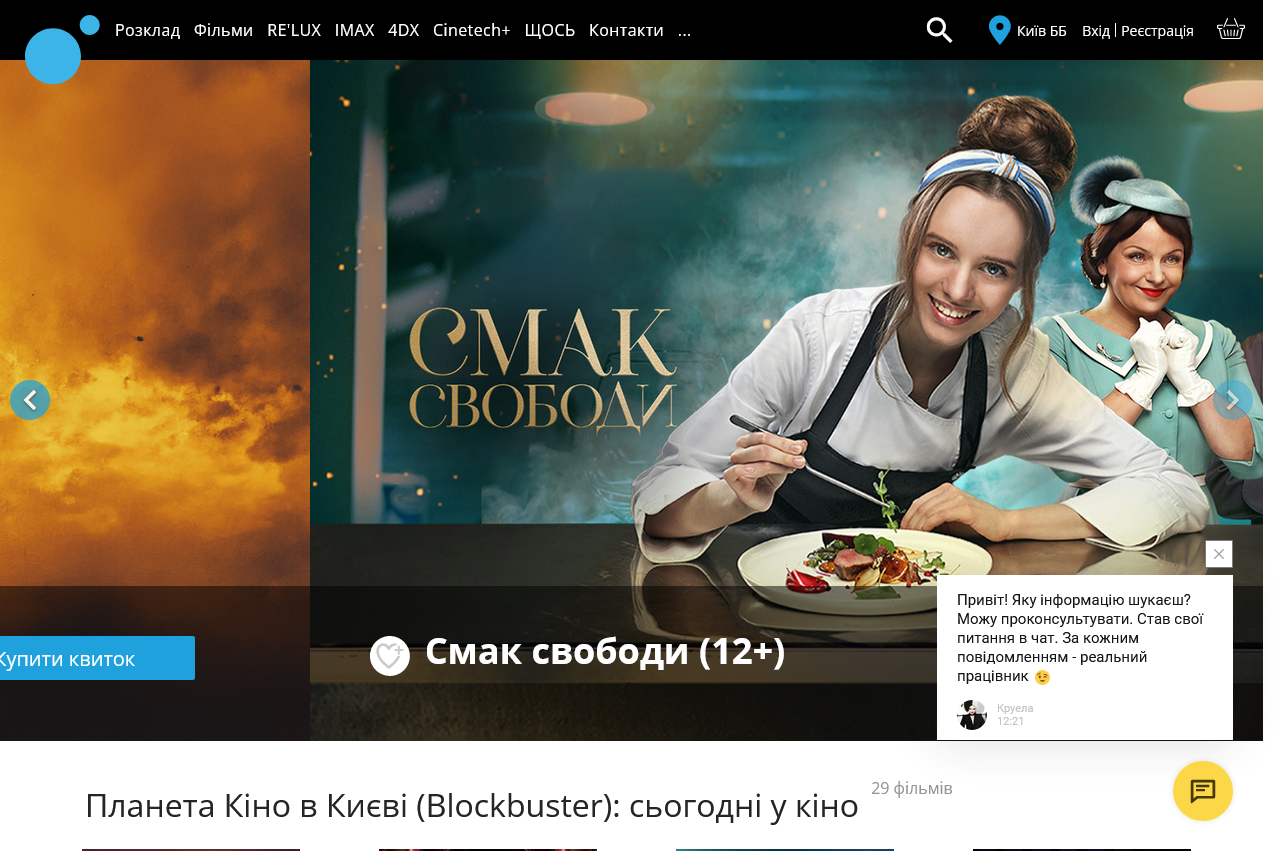 Розклад Фільми RE'LUX IMAX 4DX Cinetech+ ЩОСЬ Контакти ...
Київ ББ Вхід | Реєстрація
СМАК
СВОБОДИ
Купити квиток
Смак свободи (12+)
Привіт! Яку інформацію шукаєш?
Можу проконсультувати. Став свої
питання в чат. За кожним
повідомленням - реальний
працівник
Круела
12:21
Планета Кіно в Києві (Blockbuster): сьогодні у кіно
29 фільмів